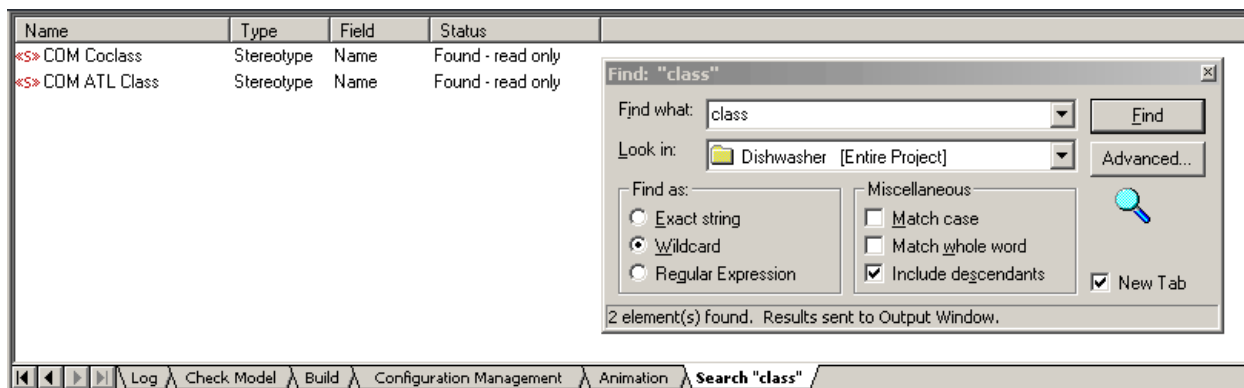 Name Type Field Status
«S» COM Coclass Stereotype Name Found - read only
«S» COM ATL Class Stereotype Name Found - read only
Find: "class"
Find what: class Find
Look in: Dishwasher [Entire Project] Advanced...
Find as: Miscellaneous
Exact string Match case
Wildcard Match whole word
Regular Expression Include descendants New Tab
2 element(s) found. Results sent to Output Window.
Log Check Model Build Configuration Management Animation Search "class"